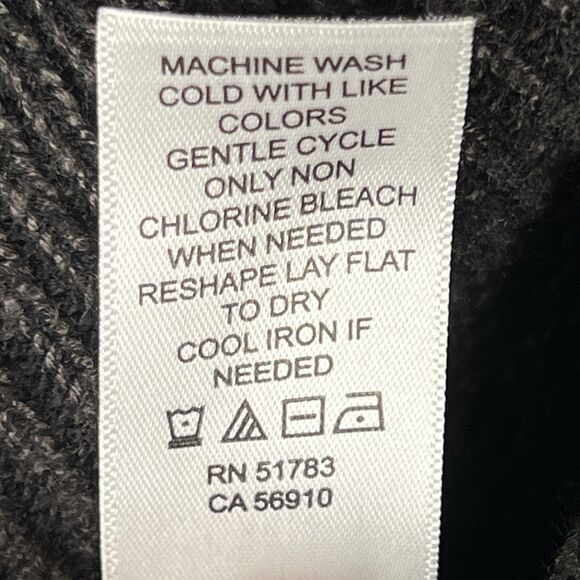 MACHINE WASH
COLD WITH LIKE
COLORS
GENTLE CYCLE
ONLY NON
CHLORINE BLEACH
WHEN NEEDED
RESHAPE LAY FLAT
TO DRY
COOL IRON IF
NEEDED
RN 51783
CA 56910